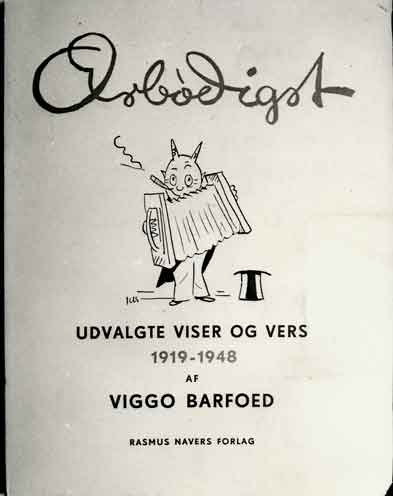 Ærbødigst
UDVALGTE VISER OG VERS
1919-1948
AF
VIGGO BARFOED
RASMUS NAVERS FORLAG